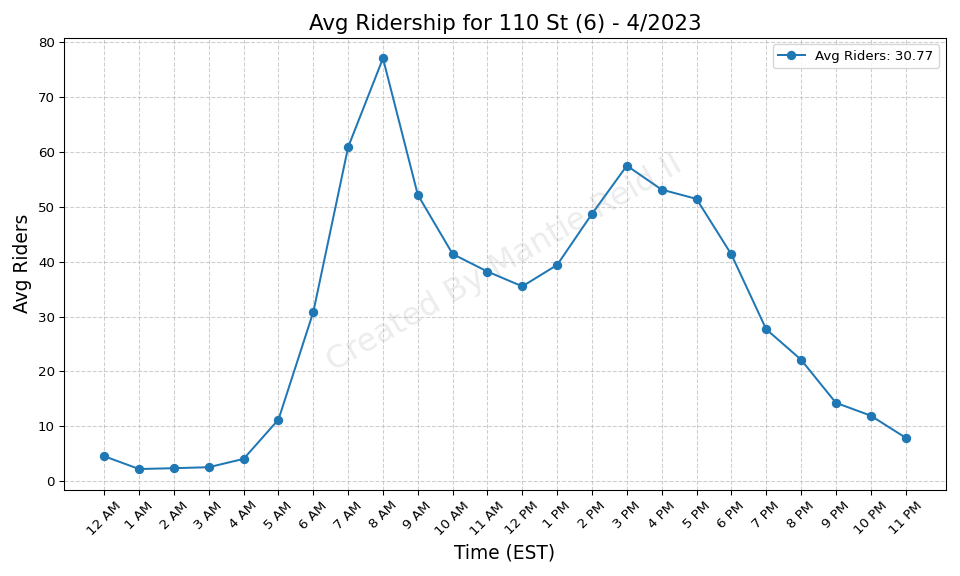 Avg Ridership for 110 St (6) - 4/2023
Avg Riders: 30.77
80
70
60
50
40
30
20
10
0
Avg Riders
Created By Mantle Reid II
12 AM
1 AM
2 AM
3 AM
4 AM
5 AM
6 AM
7 AM
8 AM
9 AM
10 AM
11 AM
12 PM
1 PM
2 PM
3 PM
4 PM
5 PM
6 PM
7 PM
8 PM
9 PM
10 PM
11 PM
Time (EST)